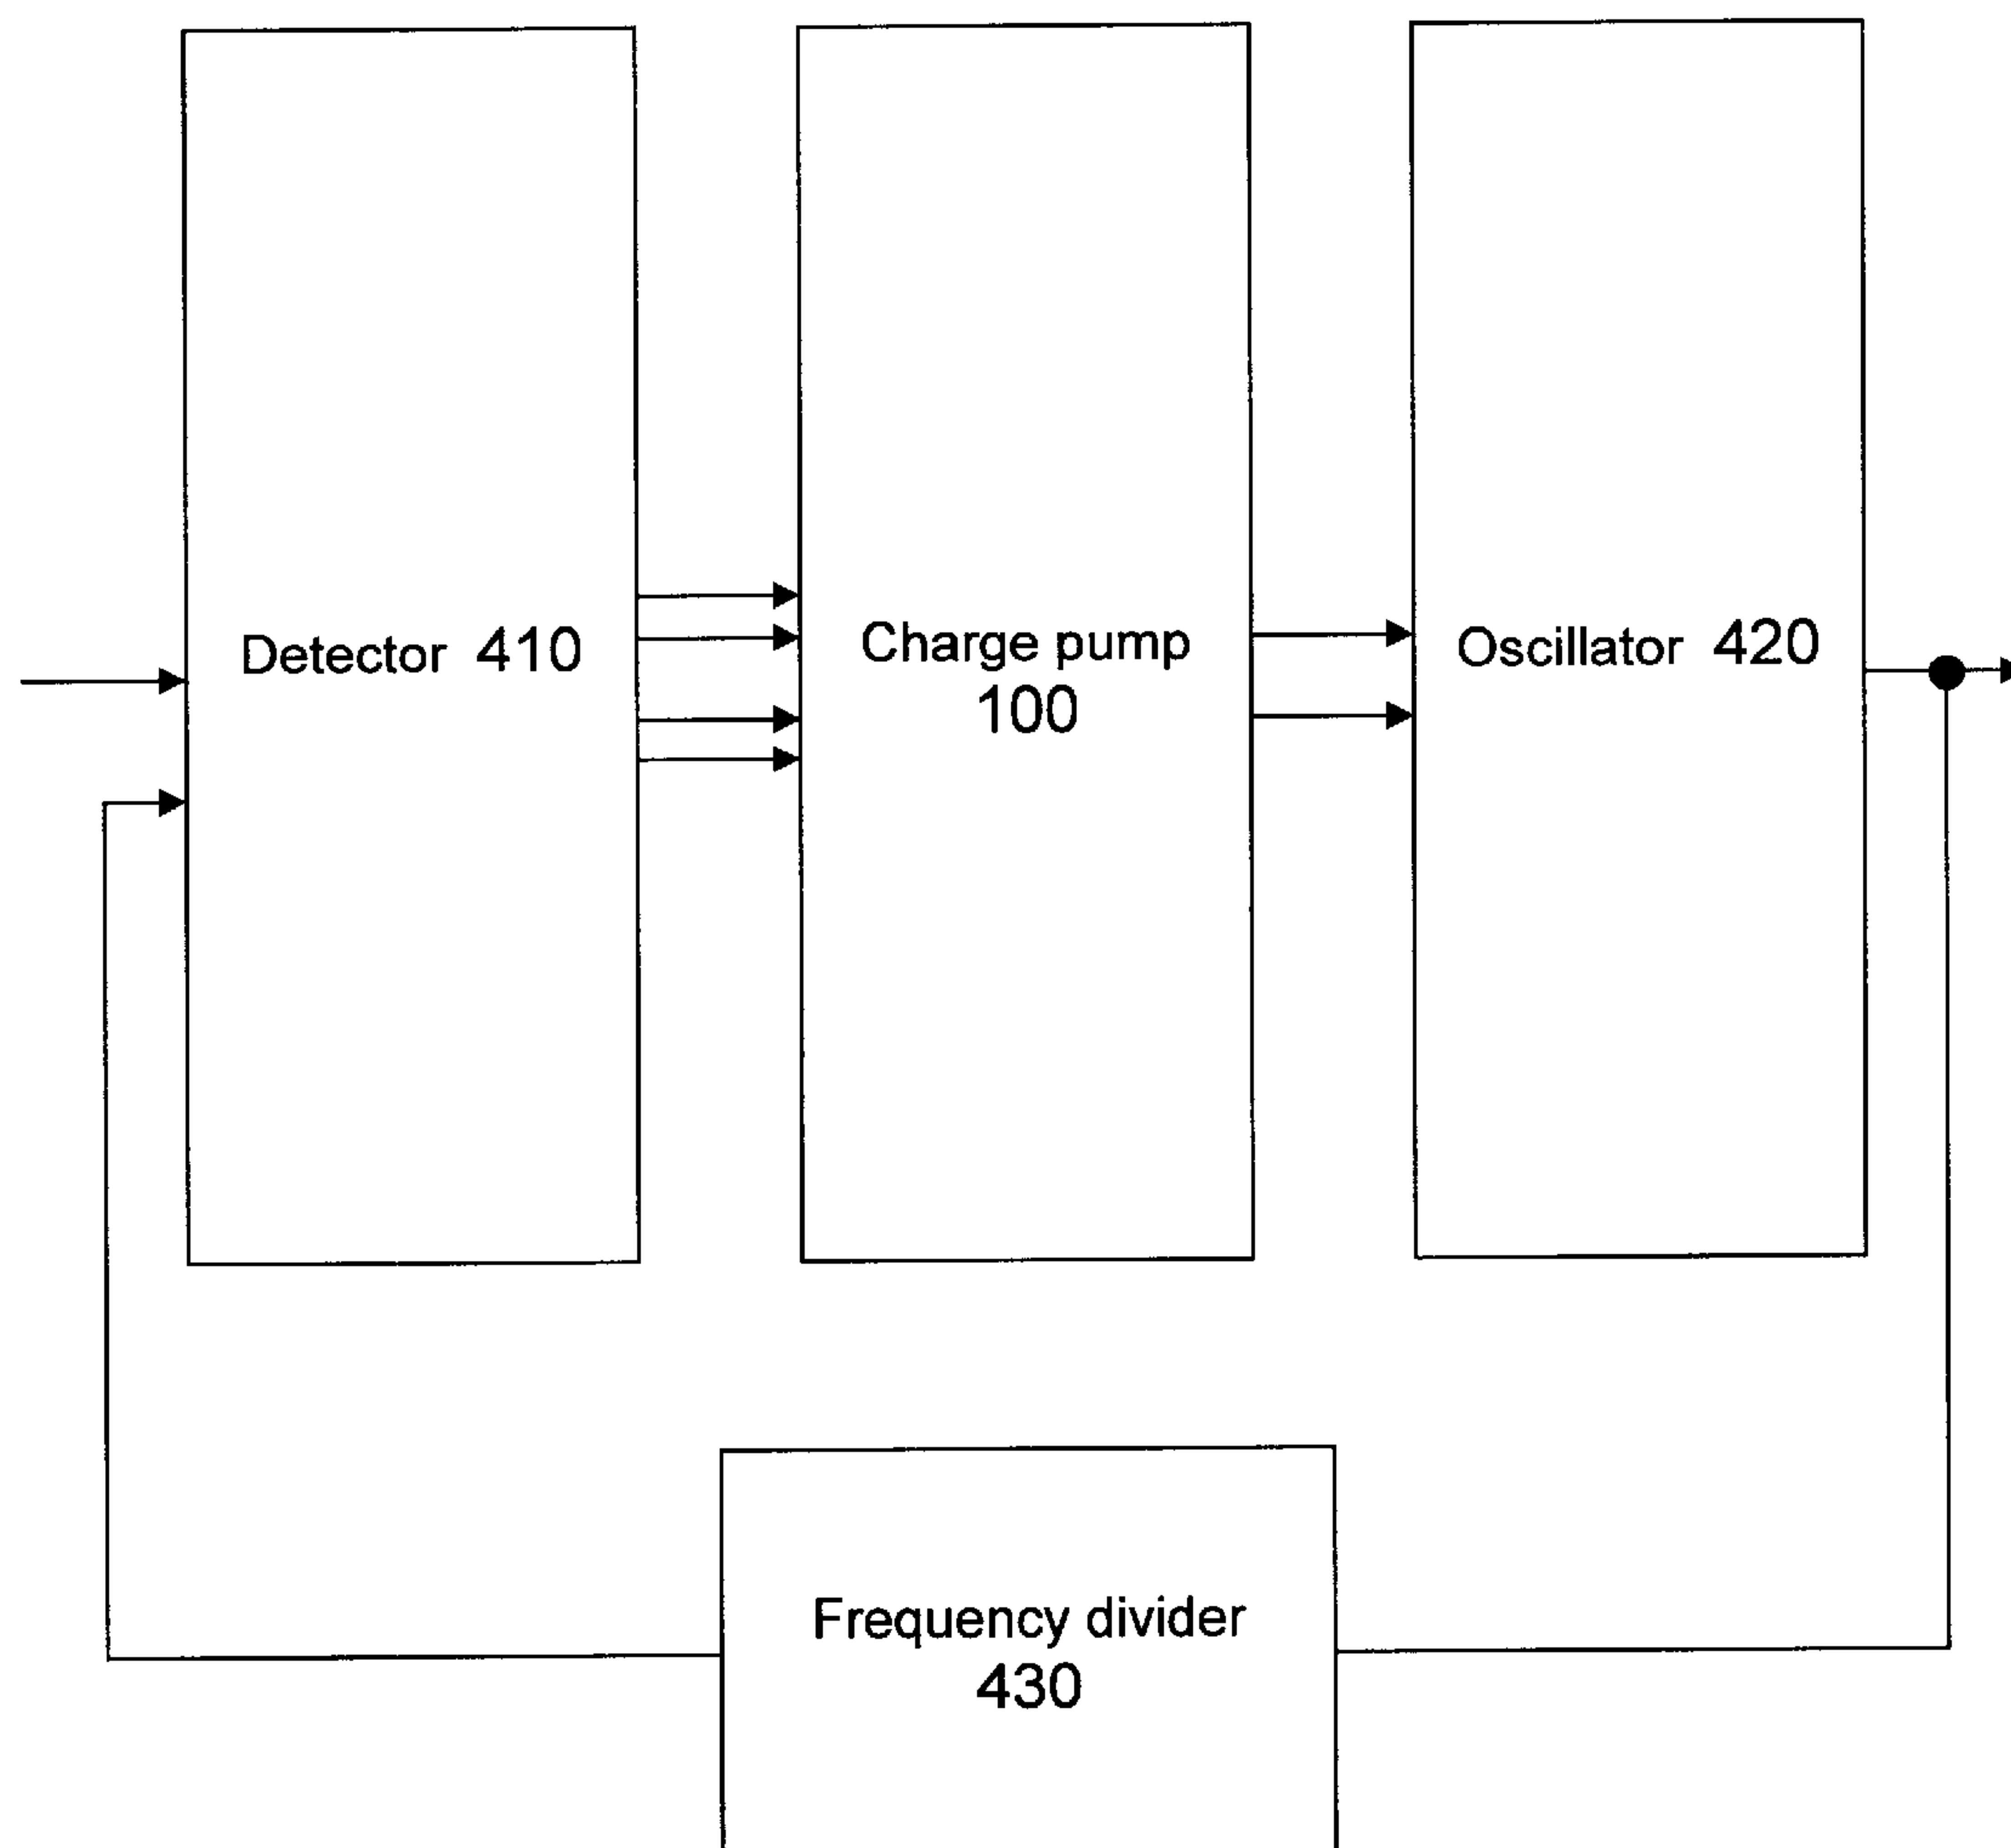 Detector 410
Charge pump
100
Oscillator 420
Frequency divider
430